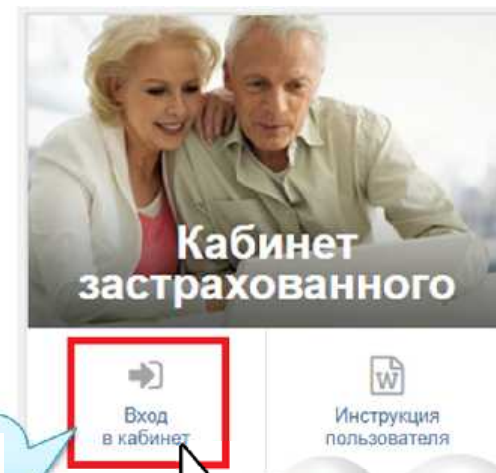 Кабинет
застрахованного
Вход
в кабинет
W
Инструкция
пользователя